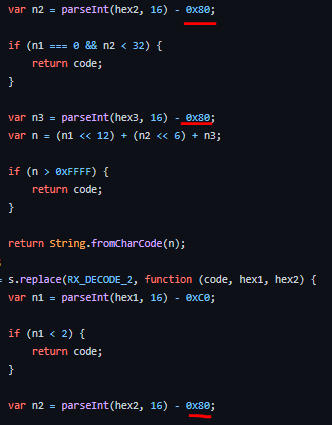 var n2 = parseInt(hex2, 16) - 0x80;
if (n1 === 0 && n2 < 32) {
return code;
}
var n3 = parseInt(hex3, 16) - 0x80;
var n = (n1 << 12) + (n2 << 6) + n3;
if (n > 0xFFFF) {
return code;
}
return String.fromCharCode(n);
= s.replace(RX_DECODE_2, function (code, hex1, hex2) {
var n1 = parseInt(hex1, 16) - 0xC0;
if (n1 < 2) {
return code;
}
var n2 = parseInt(hex2, 16) - 0x80;